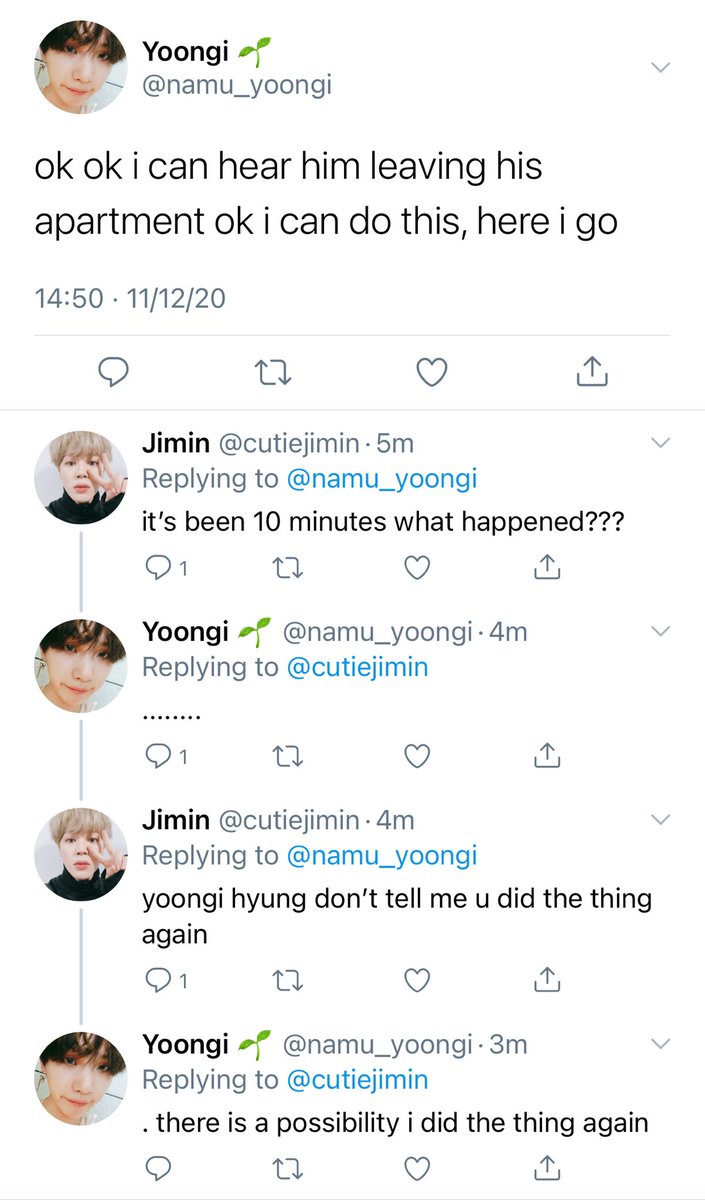 Yoongi 🌱
@namu_yoongi
ok ok i can hear him leaving his
apartment ok i can do this, here i go
14:50 · 11/12/20
Jimin @cutiejimin · 5m
Replying to @namu_yoongi
it’s been 10 minutes what happened???
1
Yoongi 🌱 @namu_yoongi · 4m
Replying to @cutiejimin
........
1
Jimin @cutiejimin · 4m
Replying to @namu_yoongi
yoongi hyung don’t tell me u did the thing
again
1
Yoongi 🌱 @namu_yoongi · 3m
Replying to @cutiejimin
. there is a possibility i did the thing again